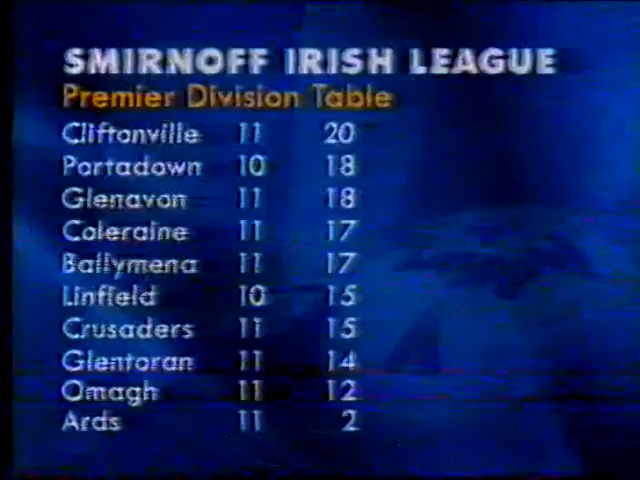 SMIRNOFF IRISH LEAGUE
Premier Division Table
Cliftonville 11 20
Portadown 10 18
Glenavon 11 18
Coleraine 11 17
Ballymena 11 17
Linfield 10 15
Crusaders 11 15
Glentoran 11 14
Omagh 11 12
Ards 11 2